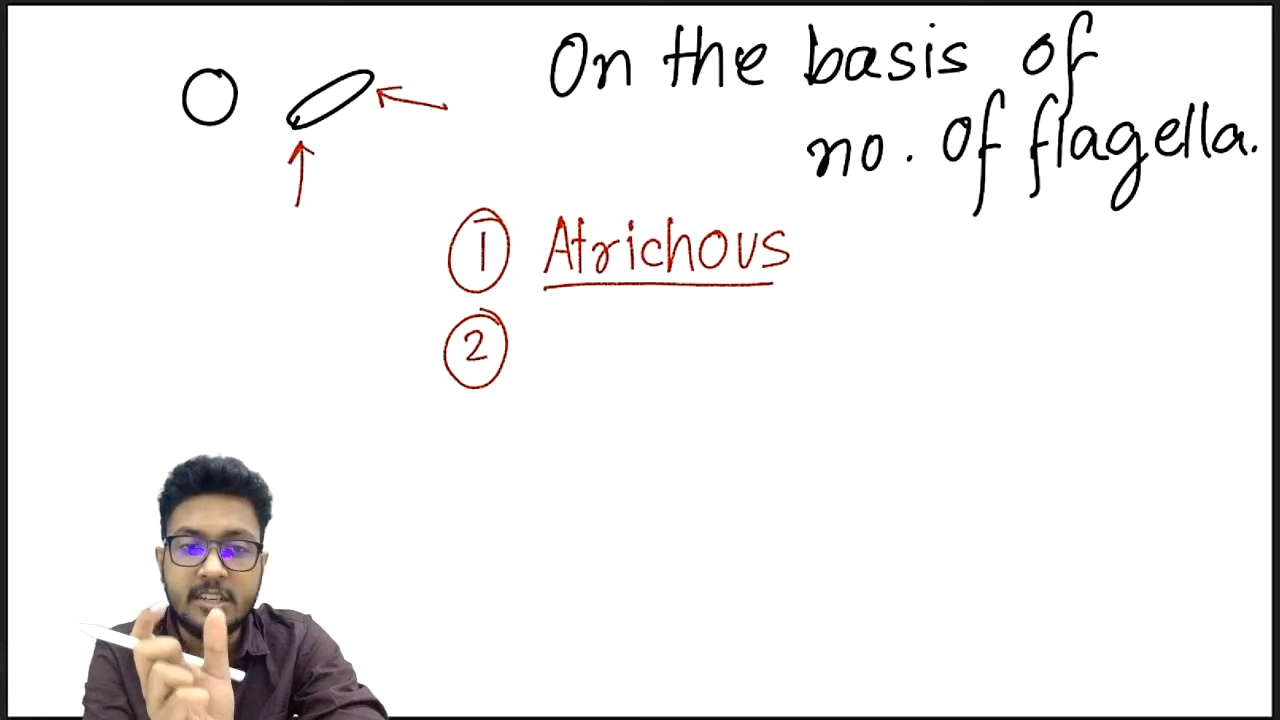 On the basis of
no. of flagella.
1 Atrichous
2